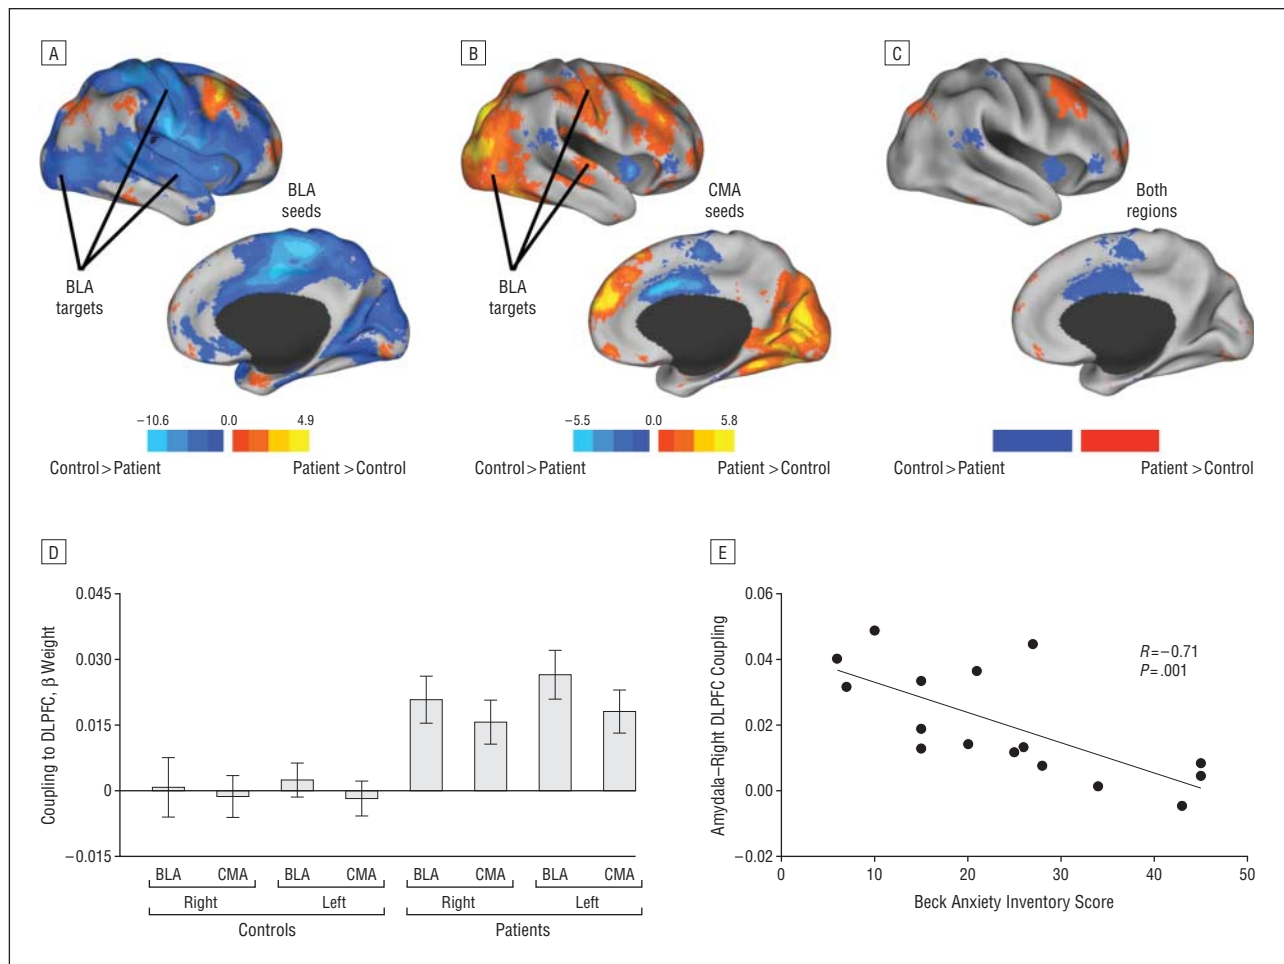 A
BLA
seeds
BLA
targets
−10.6 0.0 4.9
Control > Patient Patient > Control
B
CMA
seeds
BLA
targets
−5.5 0.0 5.8
Control > Patient Patient > Control
C
Both
regions
Control > Patient Patient > Control
D
Coupling to DLPFC, β Weight
0.045
0.030
0.015
0
−0.015
BLA CMA BLA CMA BLA CMA BLA CMA
Right Left Right Left
Controls Patients
E
Amydala–Right DLPFC Coupling
0.06
0.04
0.02
0.00
−0.02
R=−0.71
P=.001
0 10 20 30 40 50
Beck Anxiety Inventory Score